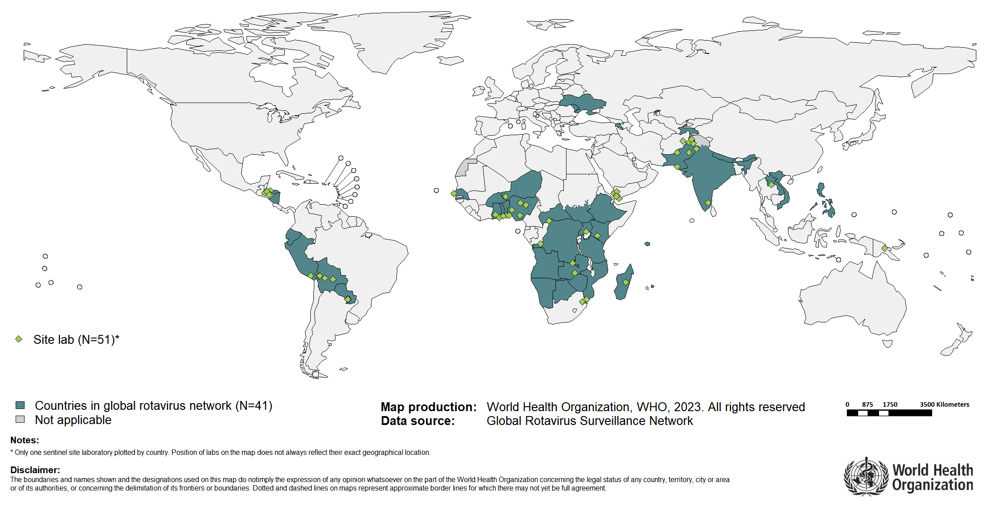 Site lab (N=51)*
Countries in global rotavirus network (N=41)
Not applicable
Map production: World Health Organization, WHO, 2023. All rights reserved
Data source: Global Rotavirus Surveillance Network
0 875 1750 3500 Kilometers
Notes:
* Only one sentinel site laboratory plotted by country. Position of labs on the map does not always reflect their exact geographical location.
Disclaimer:
The boundaries and names shown and the designations used on this map do notimply the expression of any opinion whatsoever on the part of the World Health Organization concerning the legal status of any country, territory, city or area
or of its authorities, or concerning the delimitation of its frontiers or boundaries. Dotted and dashed lines on maps represent approximate border lines for which there may not yet be full agreement.
World Health
Organization